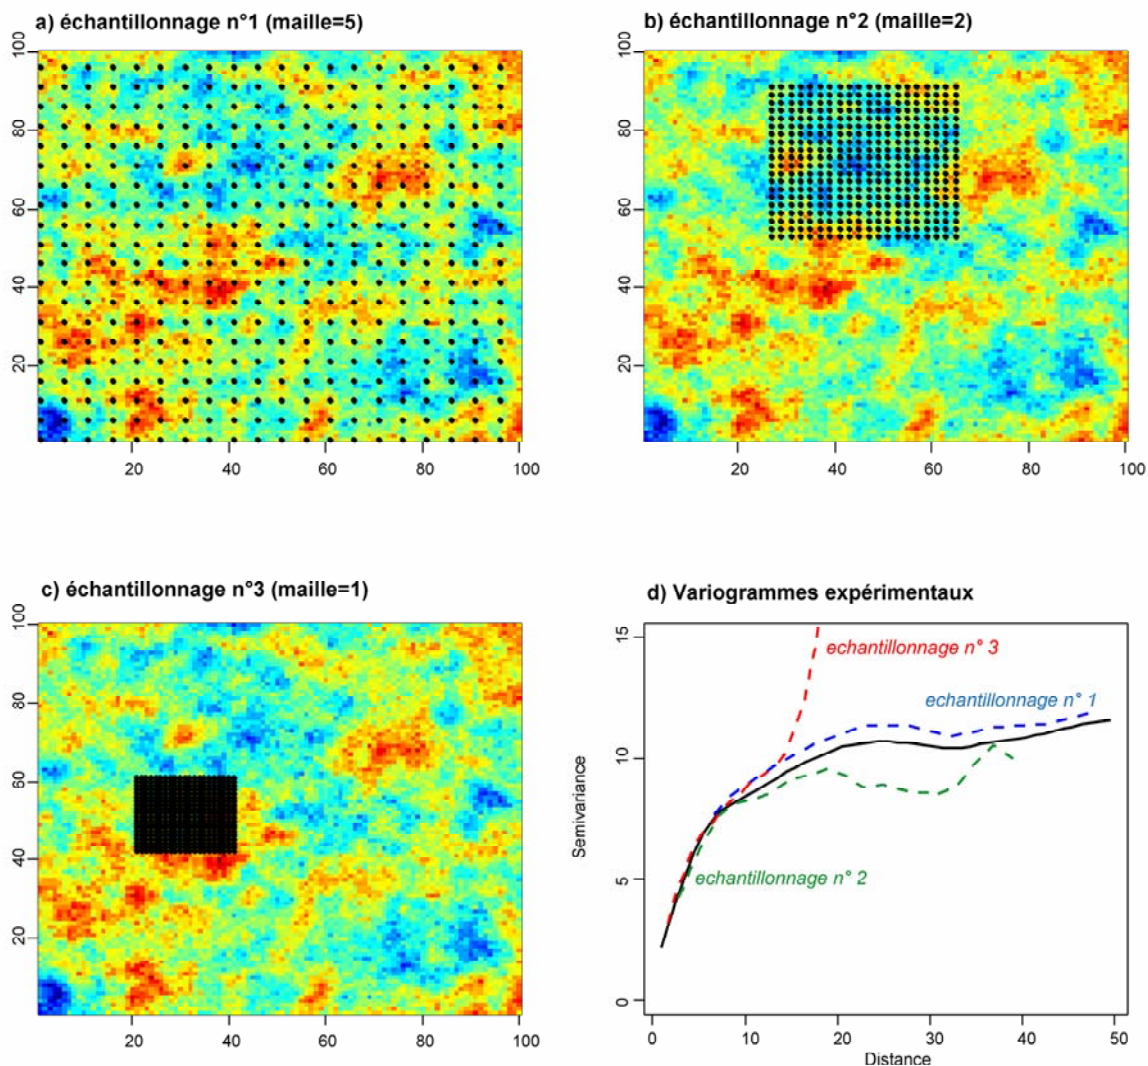 a) échantillonnage n°1 (maille=5)
100
80
60
40
20
20 40 60 80 100
b) échantillonnage n°2 (maille=2)
100
80
60
40
20
20 40 60 80 100
c) échantillonnage n°3 (maille=1)
100
80
60
40
20
20 40 60 80 100
d) Variogrammes expérimentaux
Semivariance
15
10
5
0
echantillonnage n° 3
echantillonnage n° 1
echantillonnage n° 2
0 10 20 30 40 50
Distance